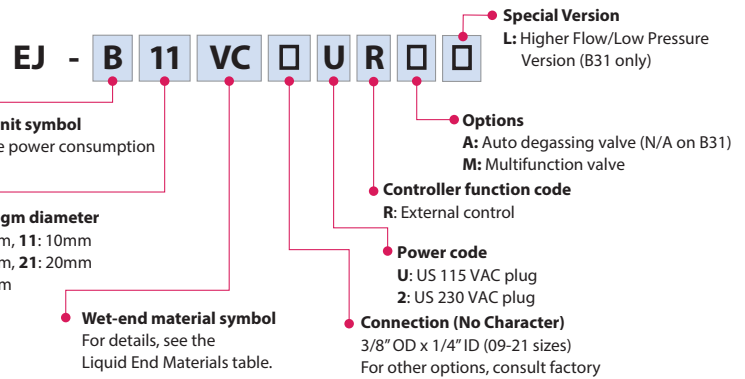 EJ - B 11 VC U R
Special Version
L: Higher Flow/Low Pressure
Version (B31 only)
Options
A: Auto degassing valve (N/A on B31)
M: Multifunction valve
Controller function code
R: External control
Power code
U: US 115 VAC plug
2: US 230 VAC plug
Connection (No Character)
3/8” OD x 1/4” ID (09-21 sizes)
For other options, consult factory
Wet-end material symbol
For details, see the
Liquid End Materials table.
nit symbol
power consumption
gm diameter
m, 11: 10mm
m, 21: 20mm
m